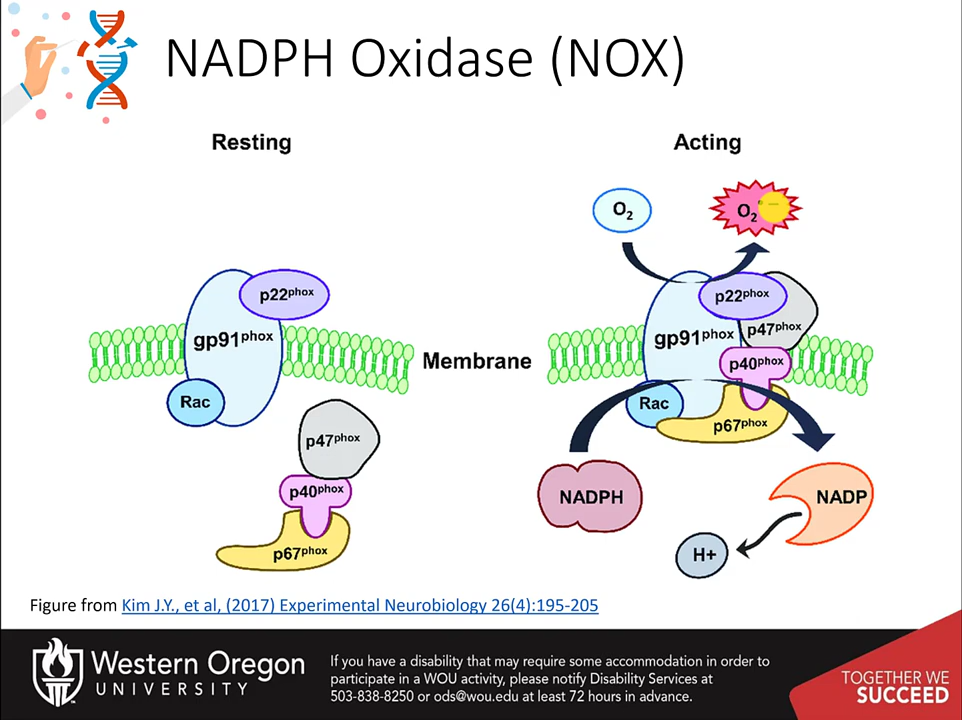 NADPH Oxidase (NOX)
Resting
Acting
O₂
O₂•−
p22phox
gp91phox
Rac
p47phox
p40phox
p67phox
Membrane
p22phox
gp91phox
p47phox
p40phox
Rac
p67phox
NADPH
NADP
H+
Figure from Kim J.Y., et al, (2017) Experimental Neurobiology 26(4):195-205
Western Oregon
UNIVERSITY
If you have a disability that may require some accommodation in order to
participate in a WOU activity, please notify Disability Services at
503-838-8250 or ods@wou.edu at least 72 hours in advance.
TOGETHER WE
SUCCEED